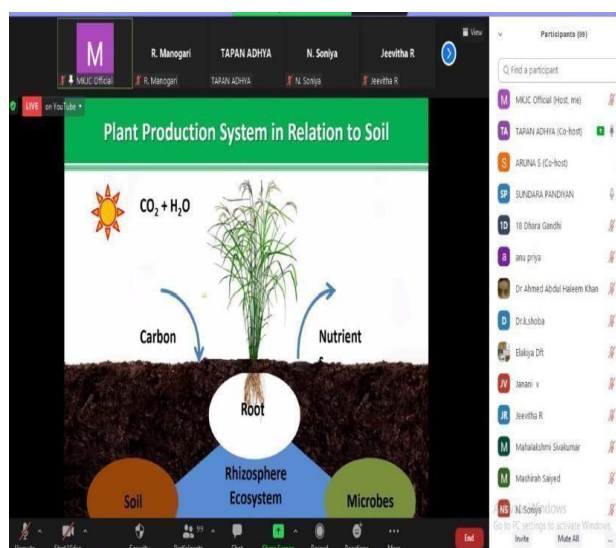 View
Participants (99)
M
R. Manogari
TAPAN ADHYA
N. Soniya
Jeevitha R
MKJC Official
R. Manogari
TAPAN ADHYA
N. Soniya
Jeevitha R
Find a participant
LIVE on YouTube
M MKJC Official (Host, me)
TA TAPAN ADHYA (Co-host)
S ARUNA S (Co-host)
SP SUNDARA PANDIYAN
1D 18 Dhara Gandhi
a anu priya
Dr Ahmed Abdul Haleem Khan
D Dr.k.shoba
Elakiya Dft
JV Janani v
JR Jeevitha R
M Mahalakshmi Sivakumar
M Mashirah Saiyed
NS N. Soniya
Plant Production System in Relation to Soil
CO₂ + H₂O
Carbon
Nutrient
s
Root
Rhizosphere
Ecosystem
Soil
Microbes
Go to PC settings to activate Windows.
99
End
Invite
Mute All
...